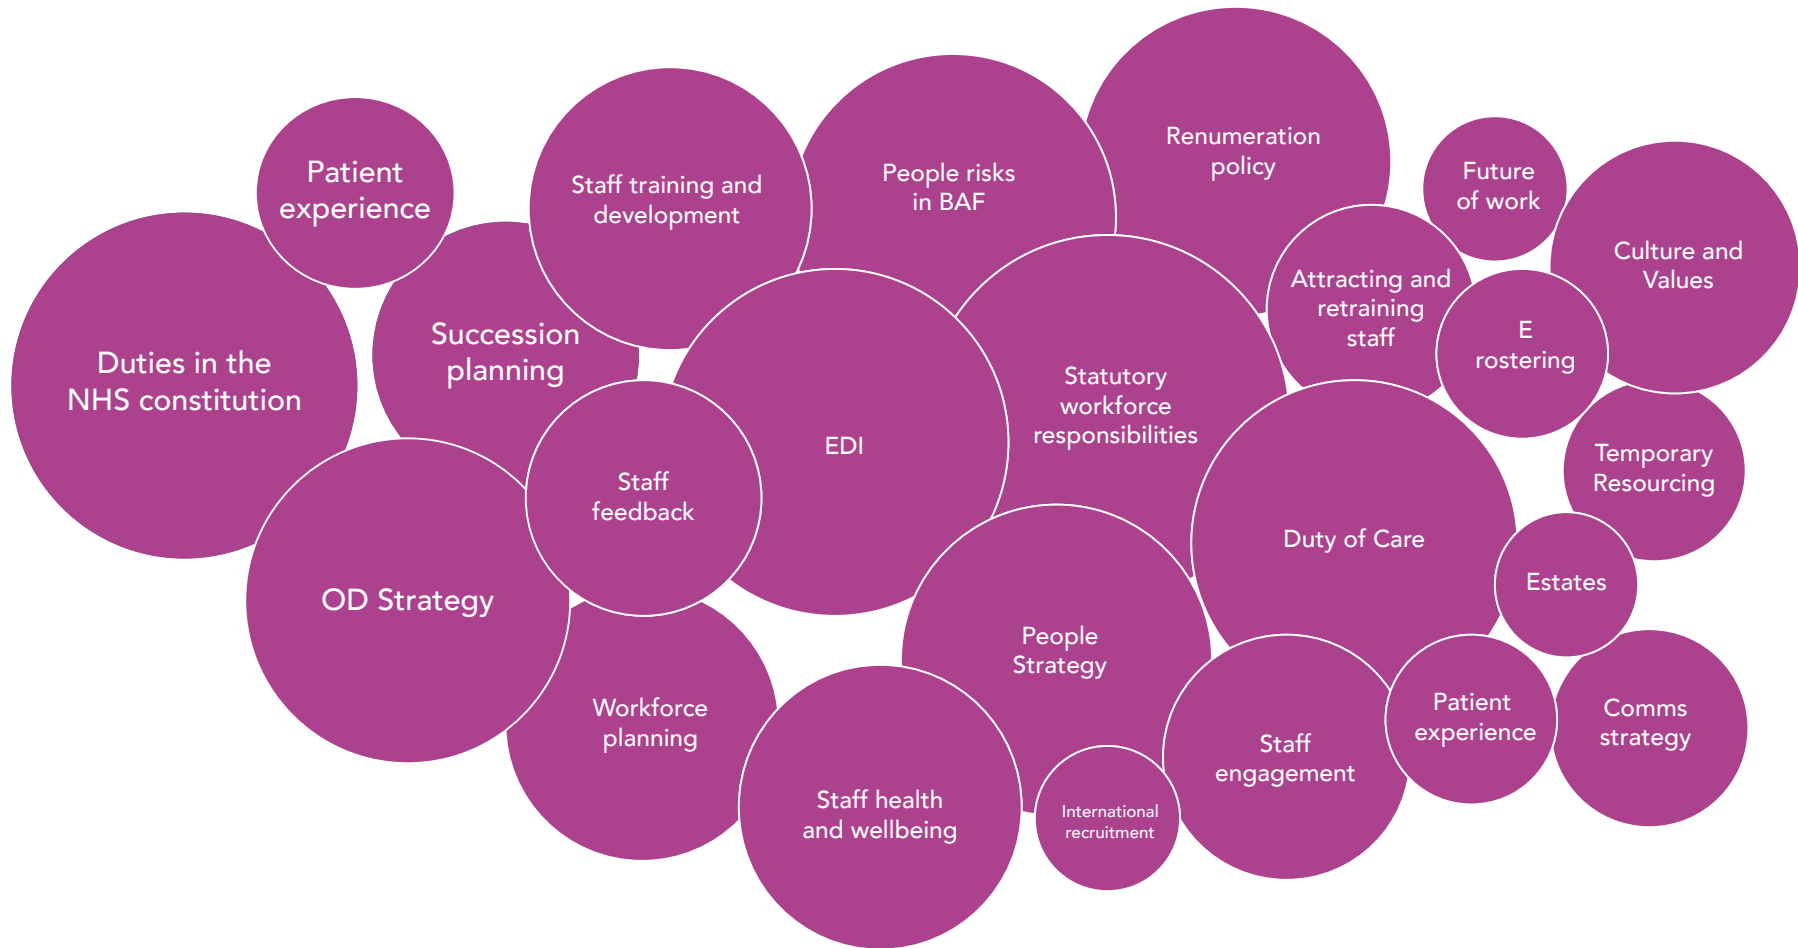 Patient
experience
Duties in the
NHS constitution
Succession
planning
Staff training and
development
People risks
in BAF
Renumeration
policy
Future
of work
Culture and
Values
Attracting and
retraining
staff
E
rostering
Statutory
workforce
responsibilities
EDI
Staff
feedback
Temporary
Resourcing
Duty of Care
Estates
OD Strategy
People
Strategy
Workforce
planning
Staff health
and wellbeing
International
recruitment
Staff
engagement
Patient
experience
Comms
strategy